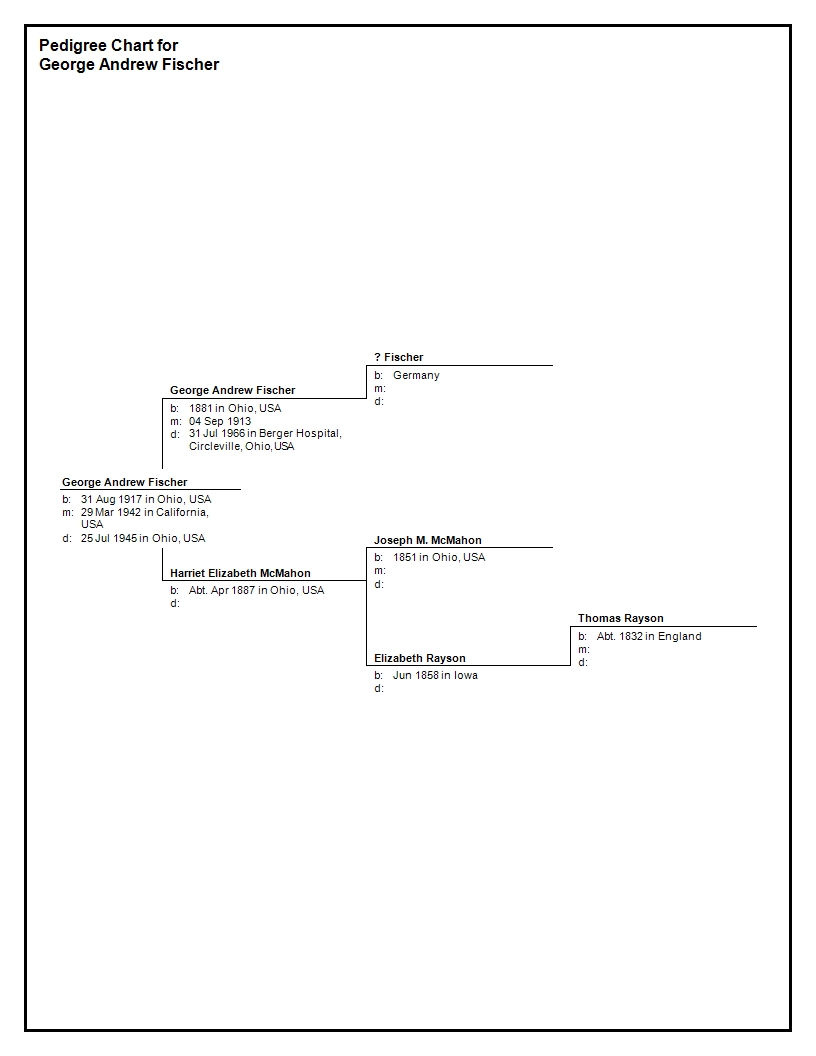 Pedigree Chart for
George Andrew Fischer
? Fischer
b: Germany
m:
d:
George Andrew Fischer
b: 1881 in Ohio, USA
m: 04 Sep 1913
d: 31 Jul 1966 in Berger Hospital,
Circleville, Ohio,USA
George Andrew Fischer
b: 31 Aug 1917 in Ohio, USA
m: 29 Mar 1942 in California,
USA
d: 25 Jul 1945 in Ohio, USA
Joseph M. McMahon
b: 1851 in Ohio, USA
m:
d:
Harriet Elizabeth McMahon
b: Abt. Apr 1887 in Ohio, USA
d:
Thomas Rayson
b: Abt. 1832 in England
m:
d:
Elizabeth Rayson
b: Jun 1858 in Iowa
d: